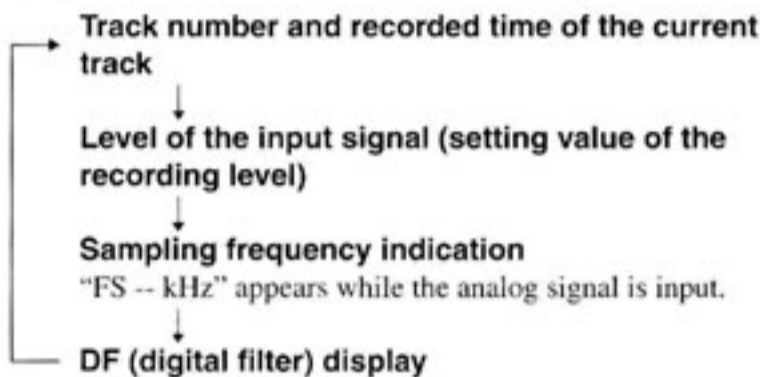 Track number and recorded time of the current
track
Level of the input signal (setting value of the
recording level)
Sampling frequency indication
“FS -- kHz” appears while the analog signal is input.
DF (digital filter) display